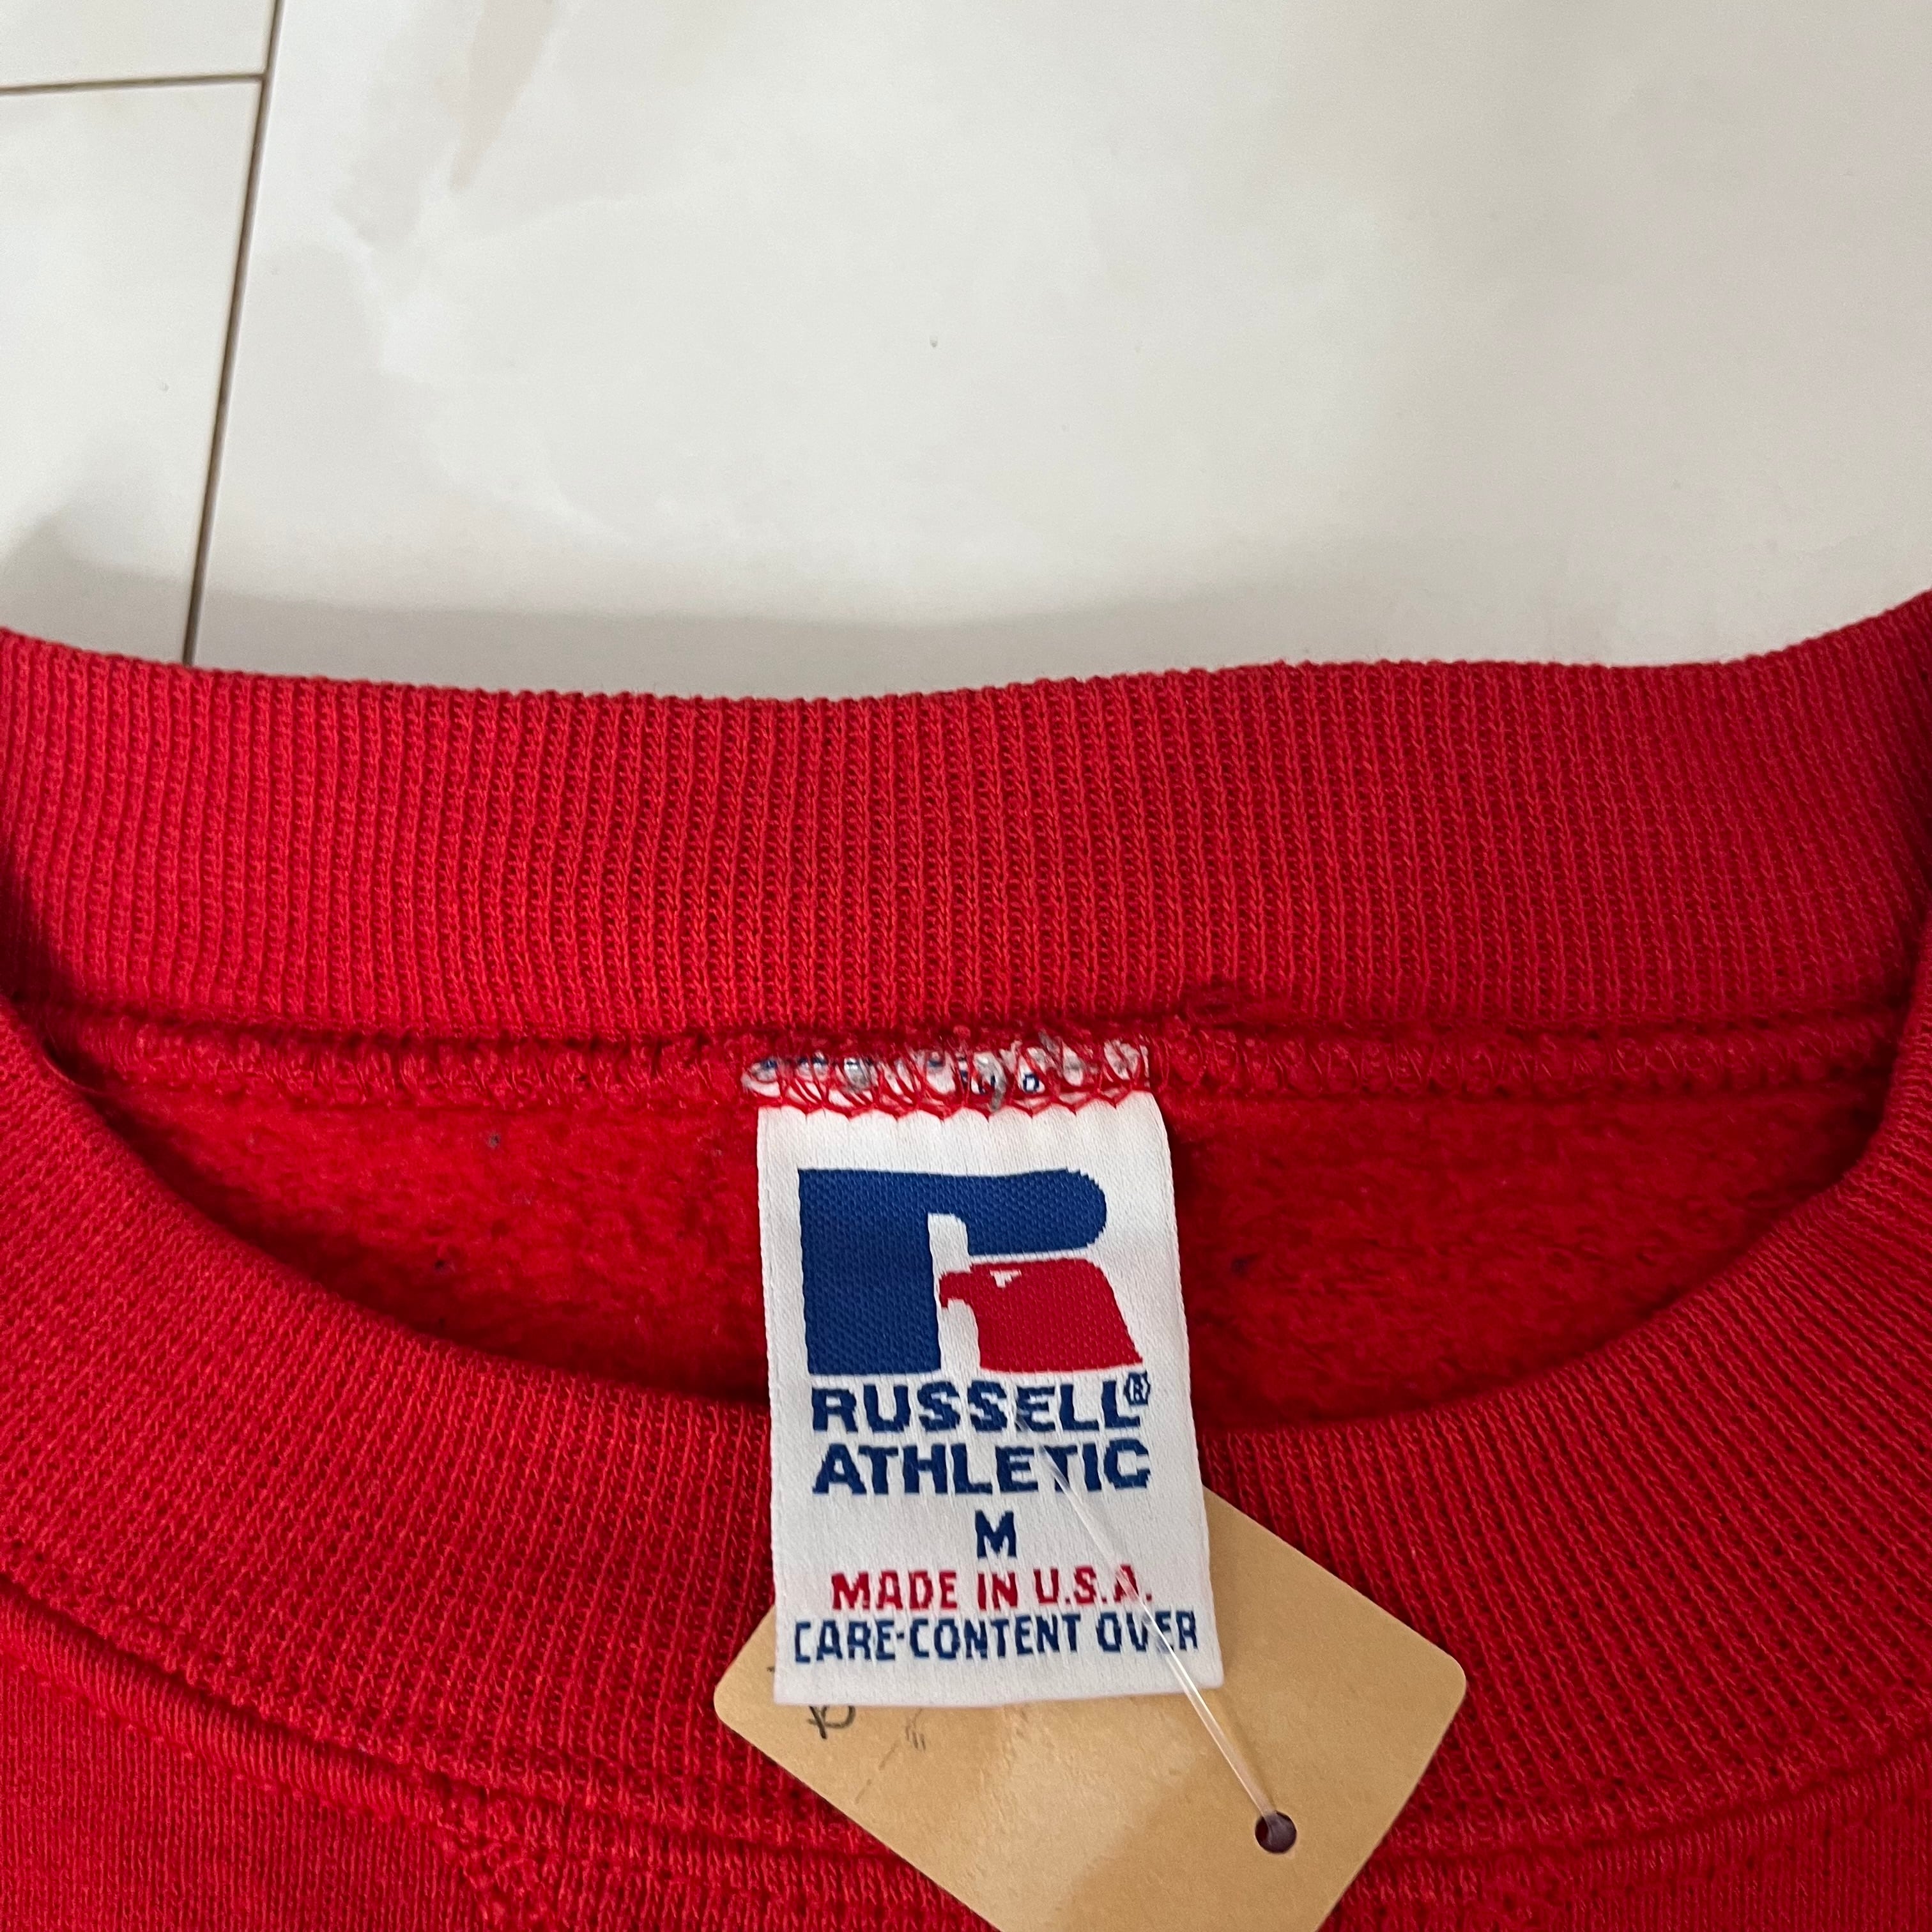 RUSSELL®
ATHLETIC
M
MADE IN U.S.A.
CARE-CONTENT OVER